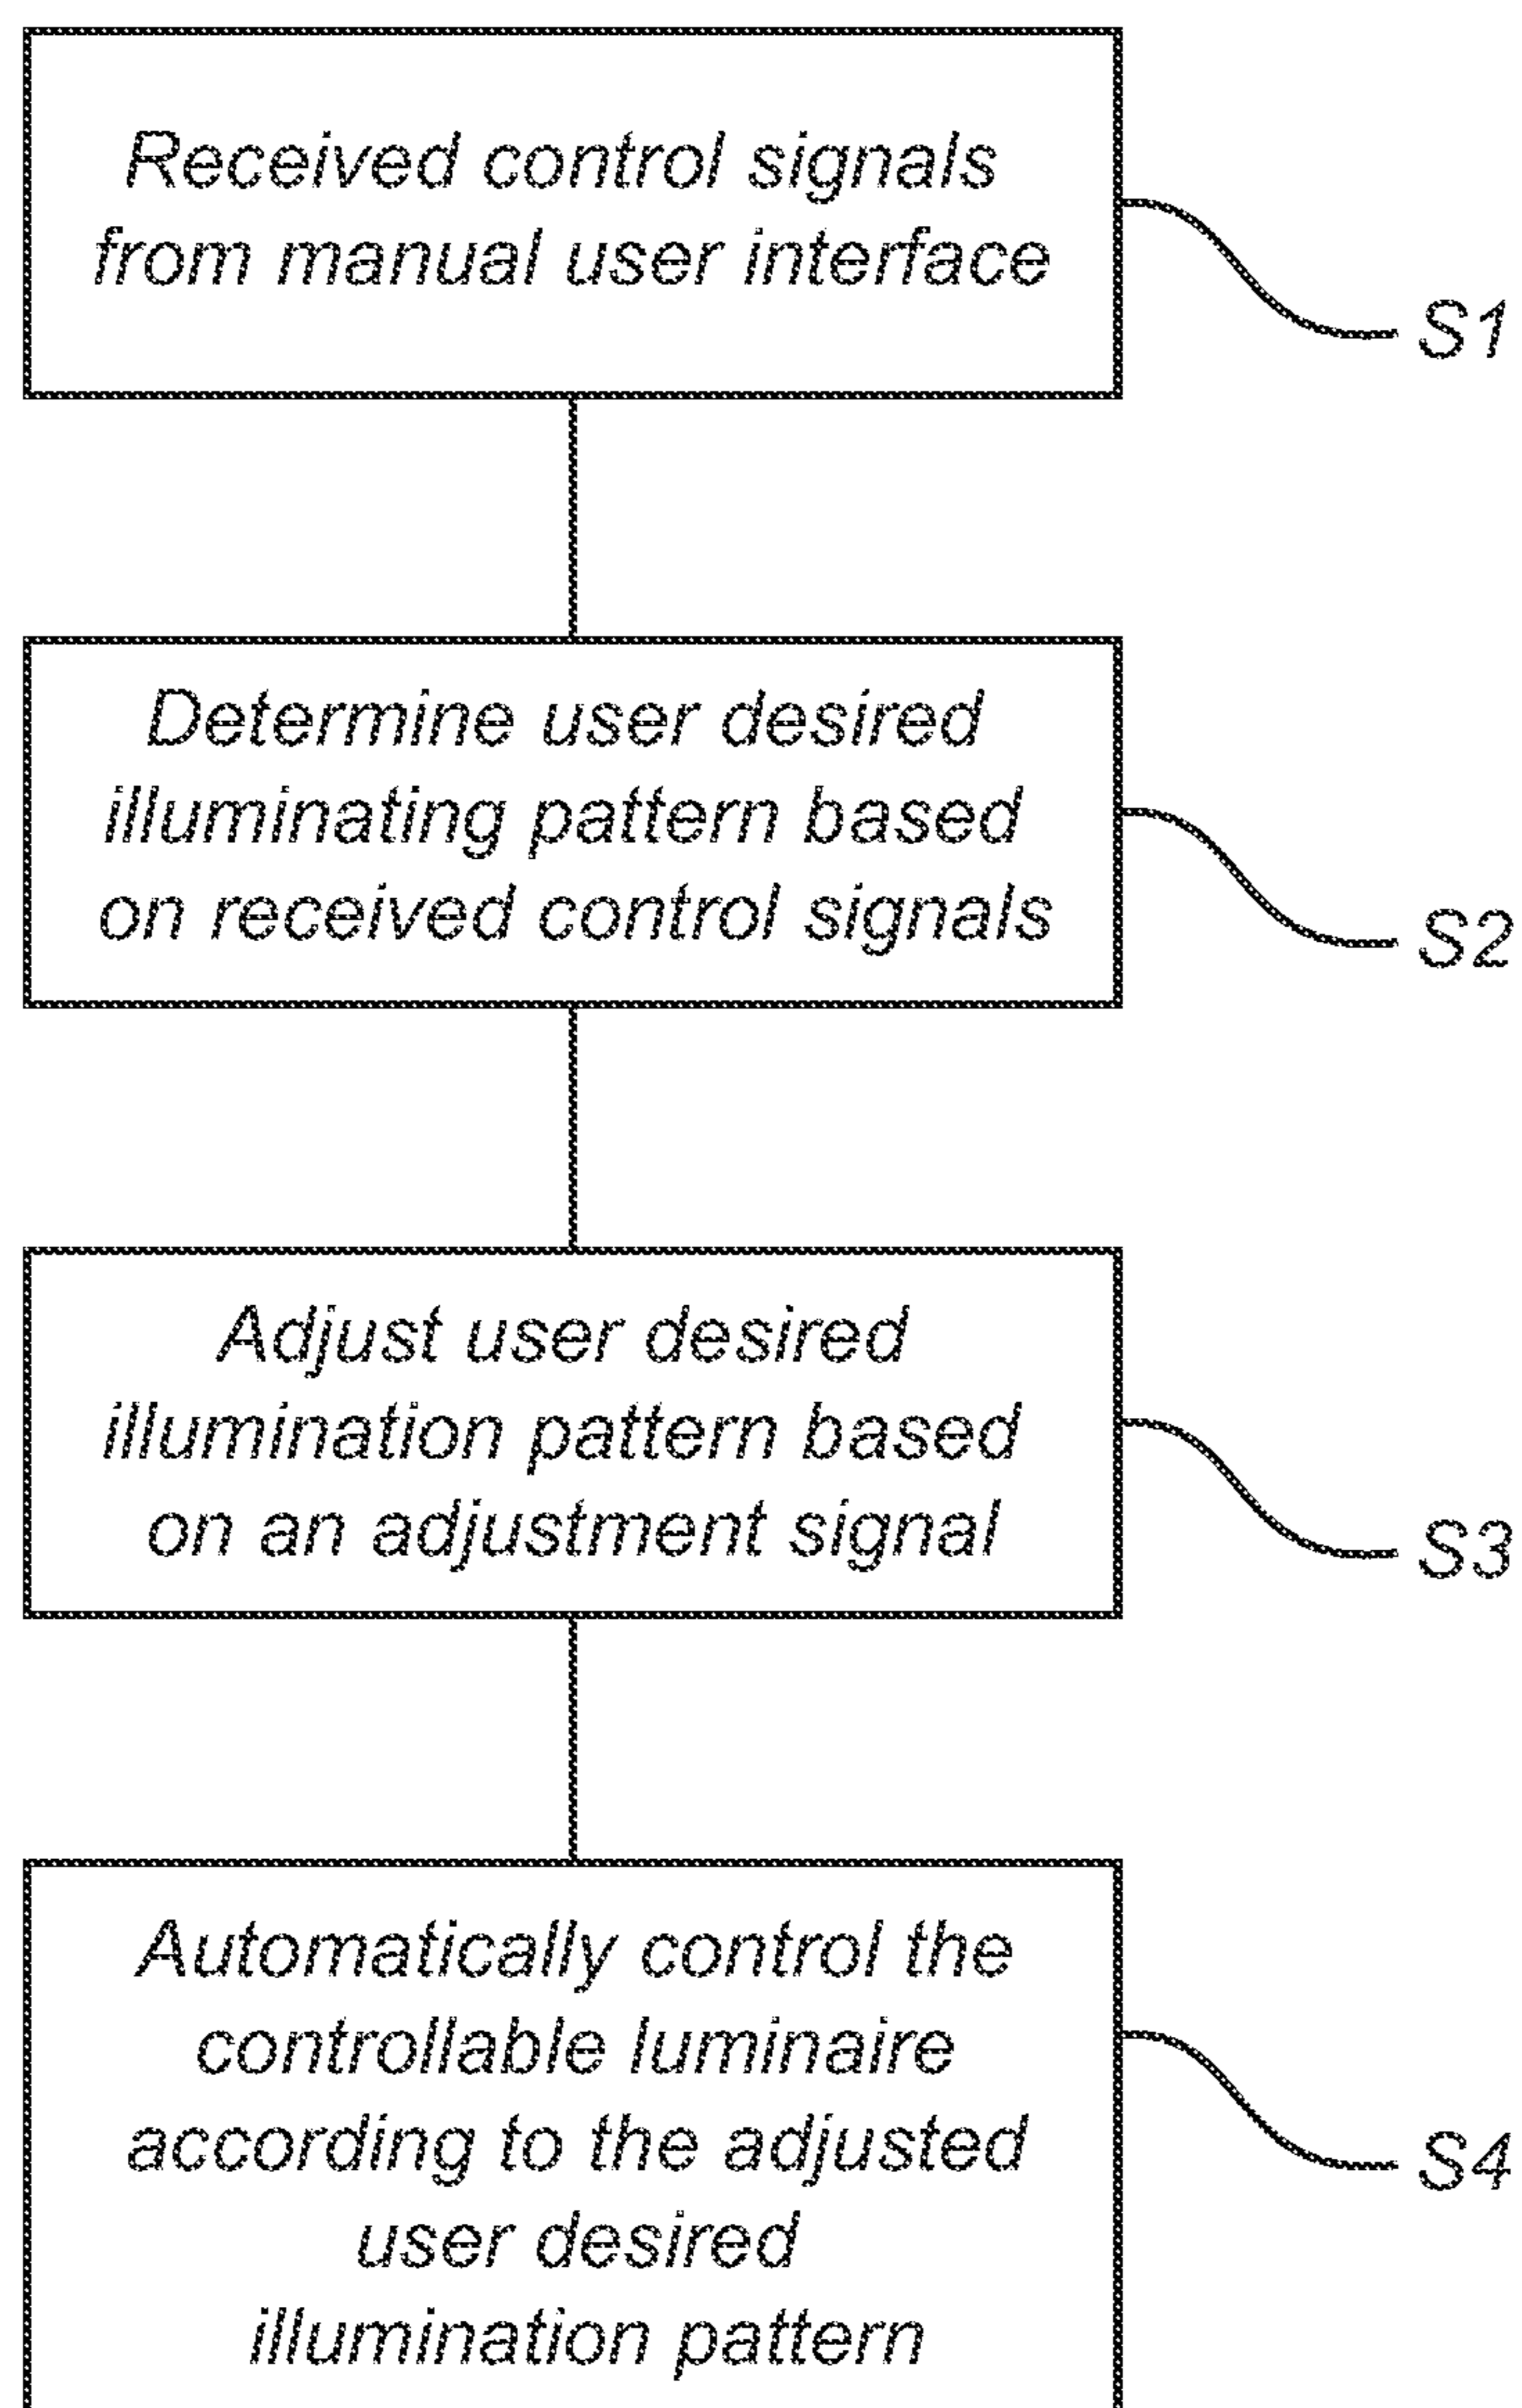 Received control signals
from manual user interface
S1
Determine user desired
illuminating pattern based
on received control signals
S2
Adjust user desired
illumination pattern based
on an adjustment signal
S3
Automatically control the
controllable luminaire
according to the adjusted
user desired
illumination pattern
S4